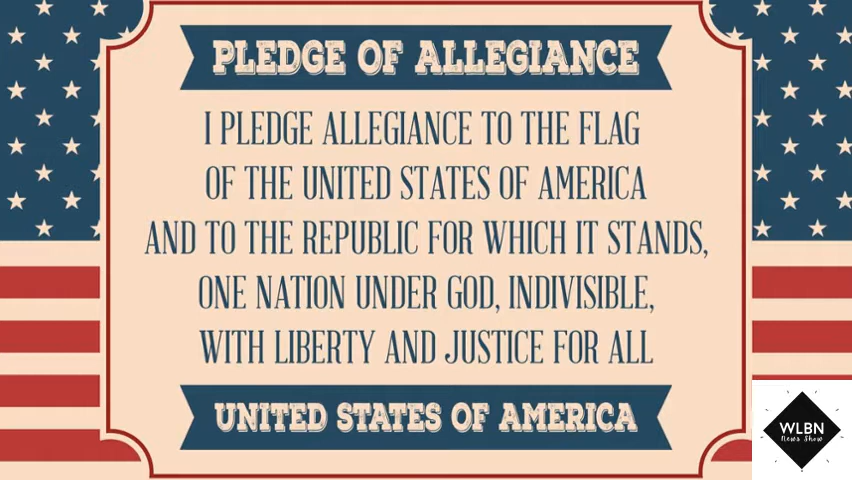 PLEDGE OF ALLEGIANCE
I PLEDGE ALLEGIANCE TO THE FLAG
OF THE UNITED STATES OF AMERICA
AND TO THE REPUBLIC FOR WHICH IT STANDS,
ONE NATION UNDER GOD, INDIVISIBLE,
WITH LIBERTY AND JUSTICE FOR ALL
UNITED STATES OF AMERICA
WLBN
News Show